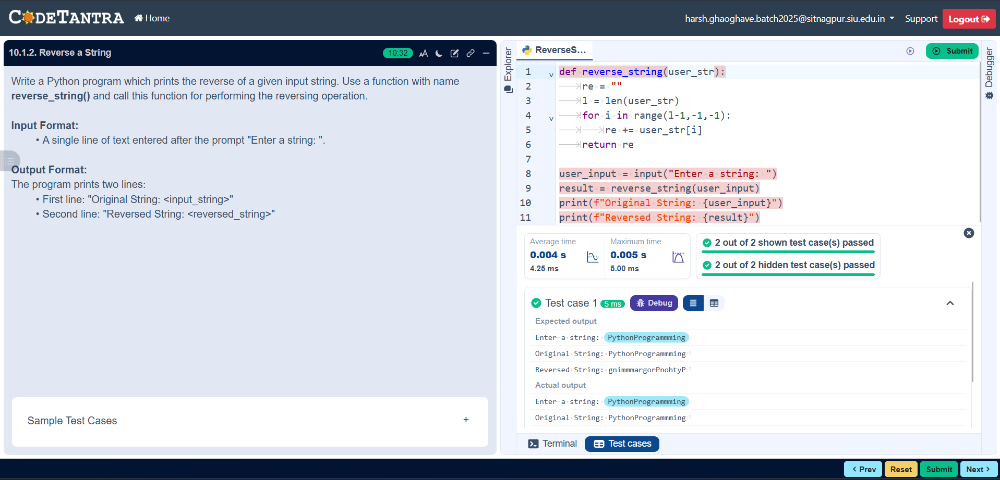 CODETANTRA Home harsh.ghaoghave.batch2025@sitnagpur.siu.edu.in Support Logout
10.1.2. Reverse a String 10:32 AA
Write a Python program which prints the reverse of a given input string. Use a function with name
reverse_string() and call this function for performing the reversing operation.
Input Format:
• A single line of text entered after the prompt "Enter a string: ".
Output Format:
The program prints two lines:
• First line: "Original String: <input_string>"
• Second line: "Reversed String: <reversed_string>"
Sample Test Cases +
Explorer
ReverseS...
Submit
Debugger
1 def reverse_string(user_str):
2 re = ""
3 l = len(user_str)
4 for i in range(l-1,-1,-1):
5 re += user_str[i]
6 return re
7
8 user_input = input("Enter a string: ")
9 result = reverse_string(user_input)
10 print(f"Original String: {user_input}")
11 print(f"Reversed String: {result}")
Average time
0.004 s
4.25 ms
Maximum time
0.005 s
5.00 ms
2 out of 2 shown test case(s) passed
2 out of 2 hidden test case(s) passed
Test case 1 5 ms Debug
Expected output
Enter a string: PythonProgrammming
Original String: PythonProgrammming
Reversed String: gnimmmargorPnohtyP
Actual output
Enter a string: PythonProgrammming
Original String: PythonProgrammming
Terminal Test cases
< Prev Reset Submit Next >